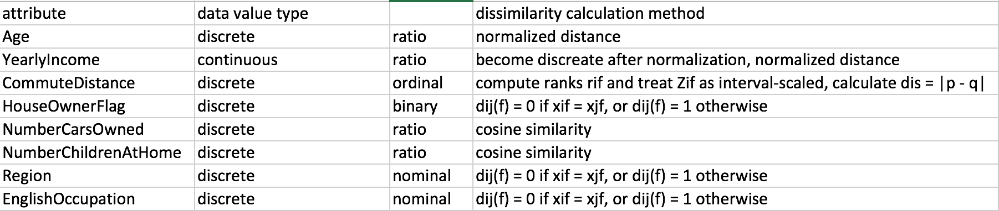 attribute data value type dissimilarity calculation method
Age discrete ratio normalized distance
YearlyIncome continuous ratio become discreate after normalization, normalized distance
CommuteDistance discrete ordinal compute ranks rif and treat Zif as interval-scaled, calculate dis = |p - q|
HouseOwnerFlag discrete binary dij(f) = 0 if xif = xjf, or dij(f) = 1 otherwise
NumberCarsOwned discrete ratio cosine similarity
NumberChildrenAtHome discrete ratio cosine similarity
Region discrete nominal dij(f) = 0 if xif = xjf, or dij(f) = 1 otherwise
EnglishOccupation discrete nominal dij(f) = 0 if xif = xjf, or dij(f) = 1 otherwise